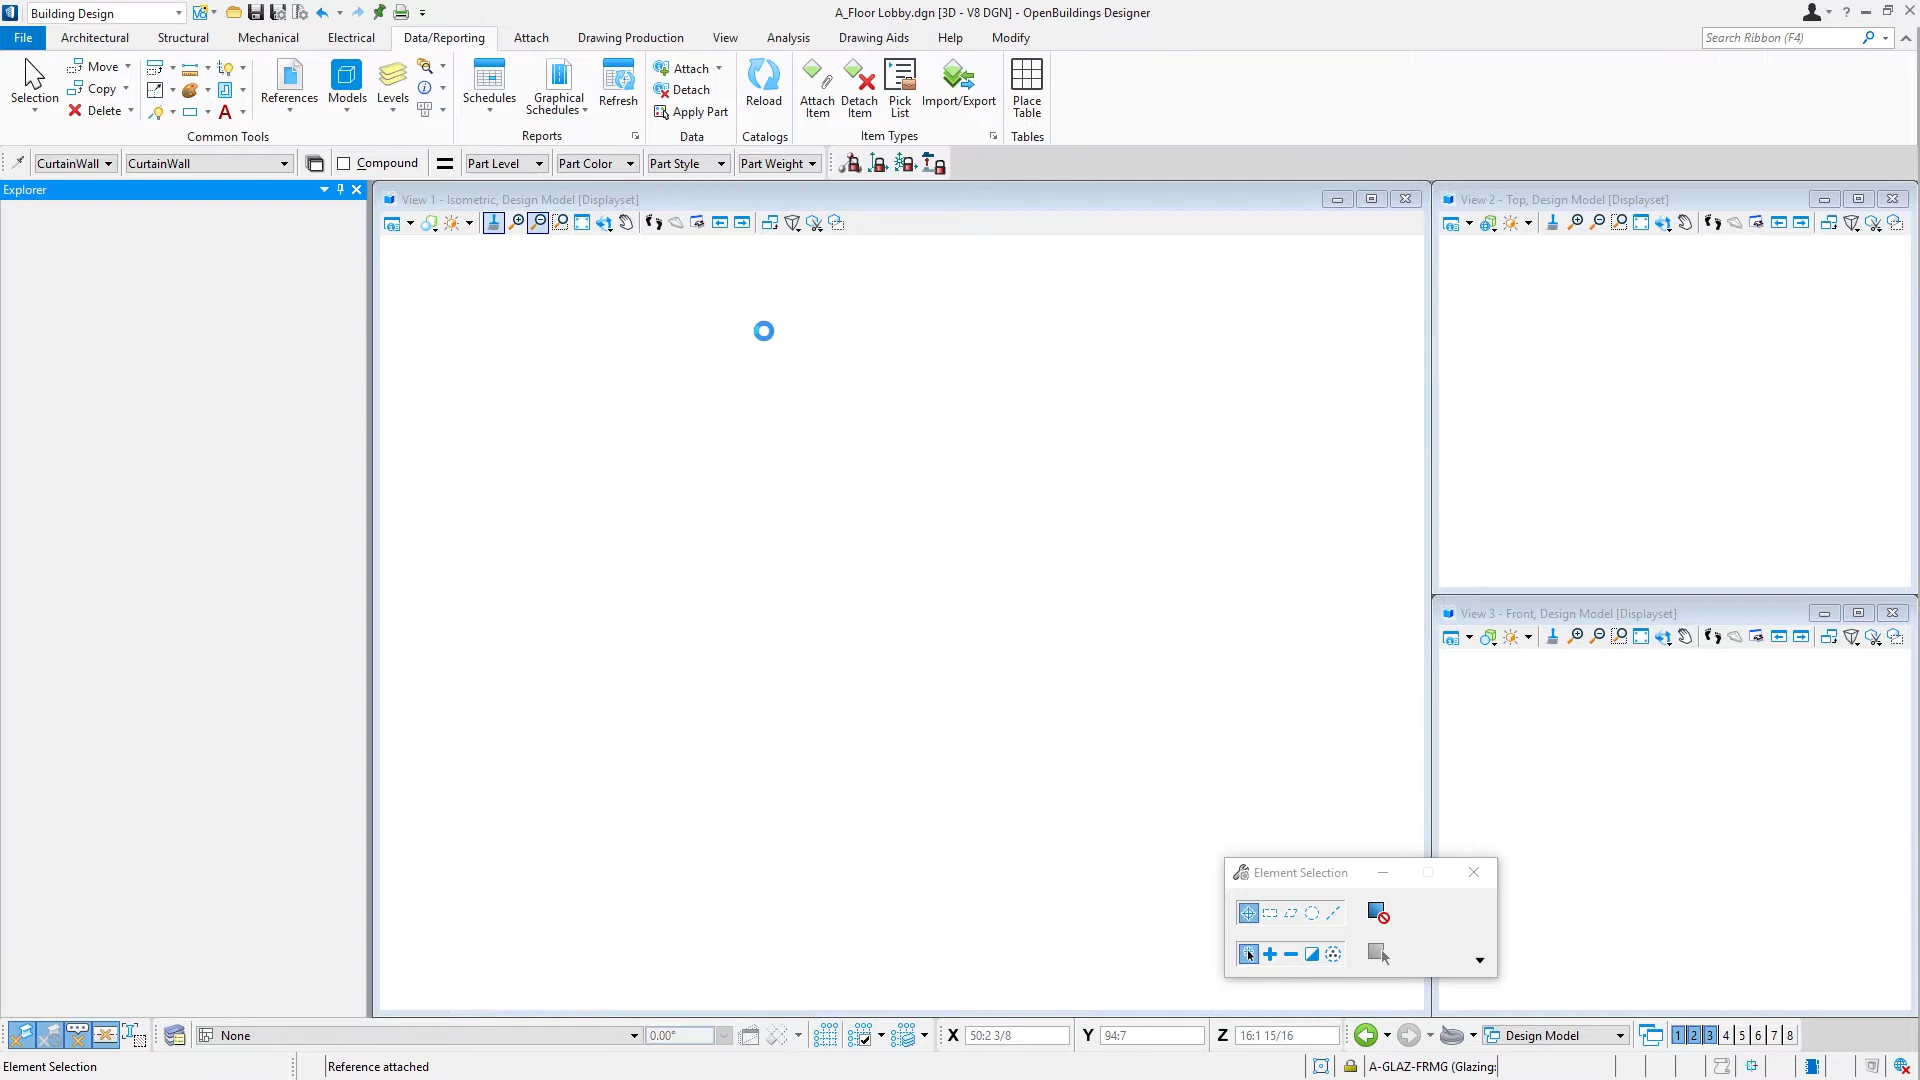 Building Design
A_Floor Lobby.dgn [3D - V8 DGN] - OpenBuildings Designer
File
Architectural
Structural
Mechanical
Electrical
Data/Reporting
Attach
Drawing Production
View
Analysis
Drawing Aids
Help
Modify
Search Ribbon (F4)
Selection
Move
Copy
Delete
References
Models
Levels
Common Tools
Schedules
Graphical
Schedules
Refresh
Reports
Attach
Detach
Apply Part
Data
Reload
Catalogs
Attach
Item
Detach
Item
Pick
List
Import/Export
Item Types
Place
Table
Tables
CurtainWall
CurtainWall
Compound
Part Level
Part Color
Part Style
Part Weight
Explorer
View 1 - Isometric, Design Model [Displayset]
View 2 - Top, Design Model [Displayset]
View 3 - Front, Design Model [Displayset]
Element Selection
None
0.00°
X
50:2 3/8
Y
94:7
Z
16:1 15/16
Design Model
1 2 3 4 5 6 7 8
Element Selection
Reference attached
A-GLAZ-FRMG (Glazing: